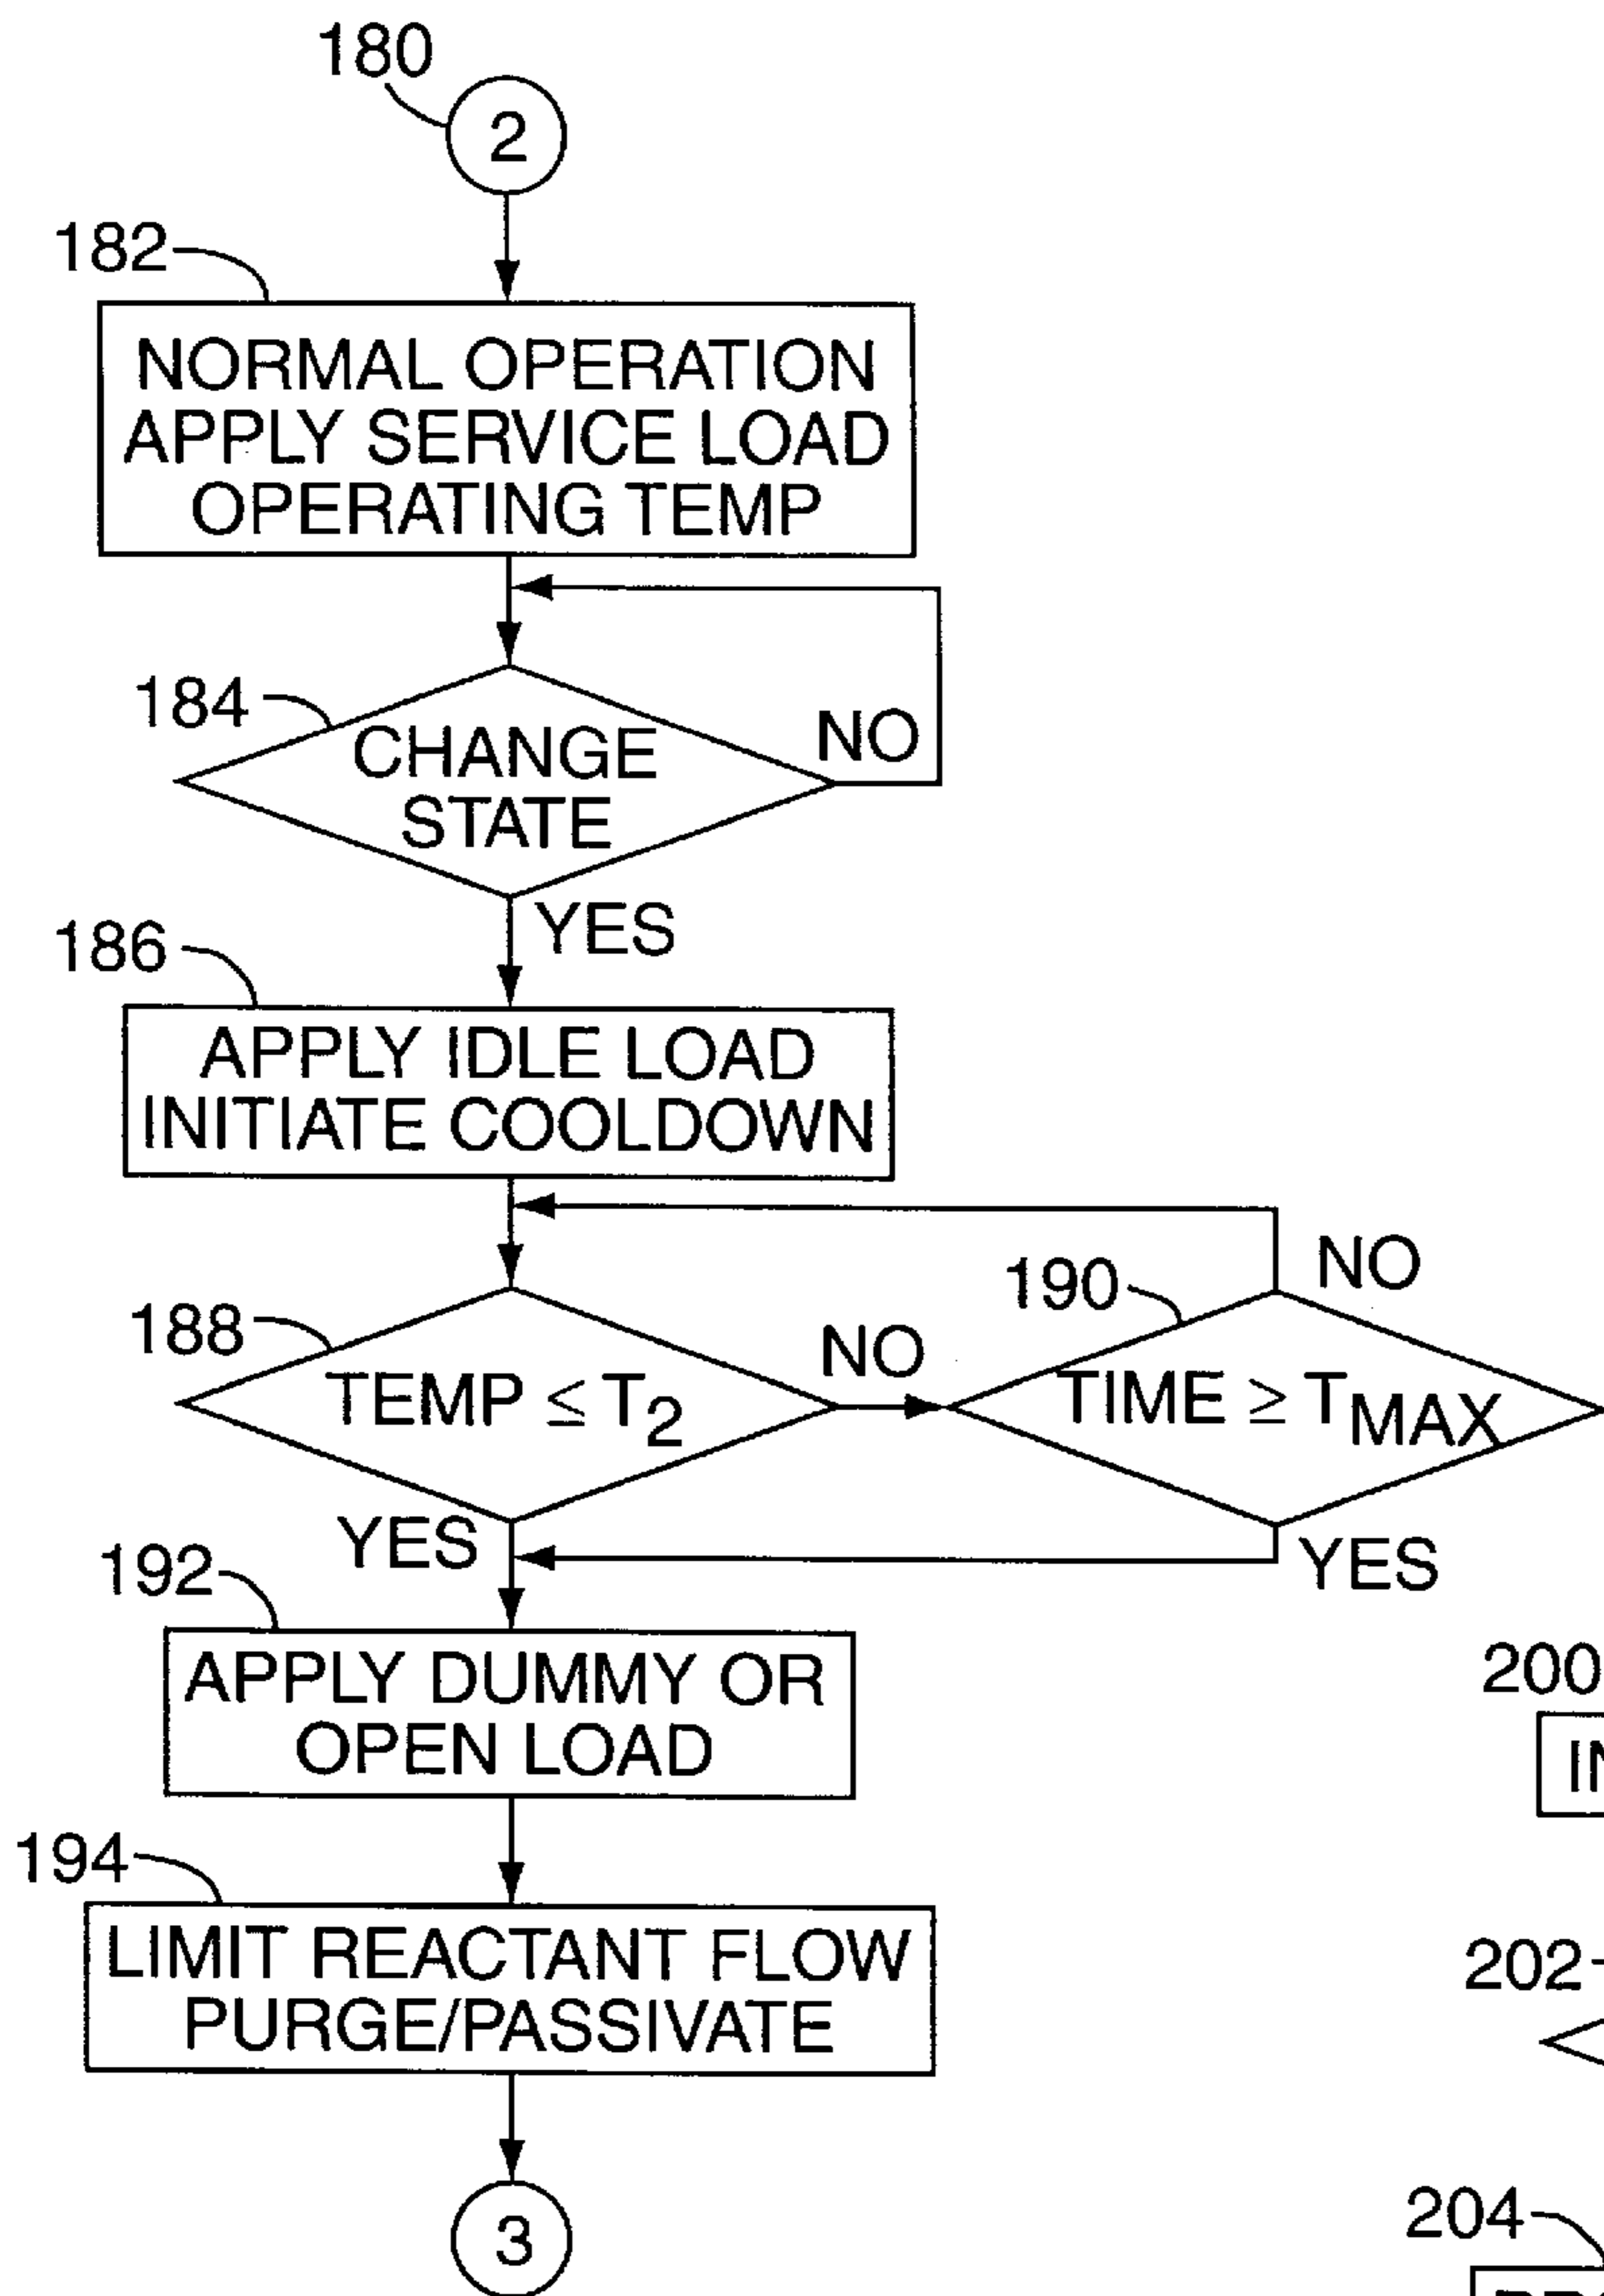 180
2
182
NORMAL OPERATION
APPLY SERVICE LOAD
OPERATING TEMP
184
CHANGE
STATE
NO
YES
186
APPLY IDLE LOAD
INITIATE COOLDOWN
188
TEMP ≤ T2
NO
190
TIME ≥ TMAX
NO
YES
YES
192
APPLY DUMMY OR
OPEN LOAD
200
194
LIMIT REACTANT FLOW
PURGE/PASSIVATE
202
3
204